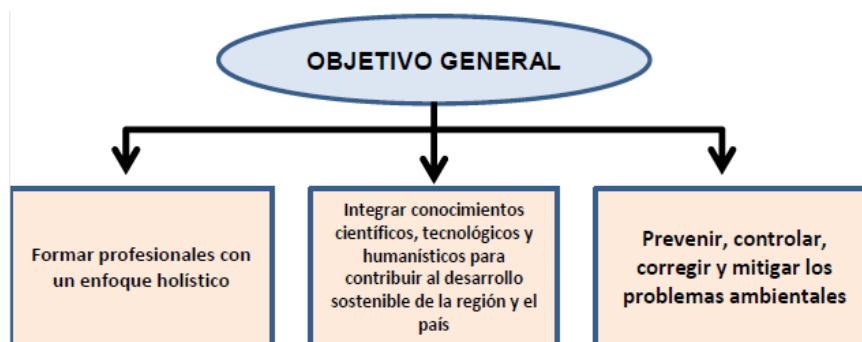 OBJETIVO GENERAL
Formar profesionales con
un enfoque holístico
Integrar conocimientos
científicos, tecnológicos y
humanísticos para
contribuir al desarrollo
sostenible de la región y el
país
Prevenir, controlar,
corregir y mitigar los
problemas ambientales